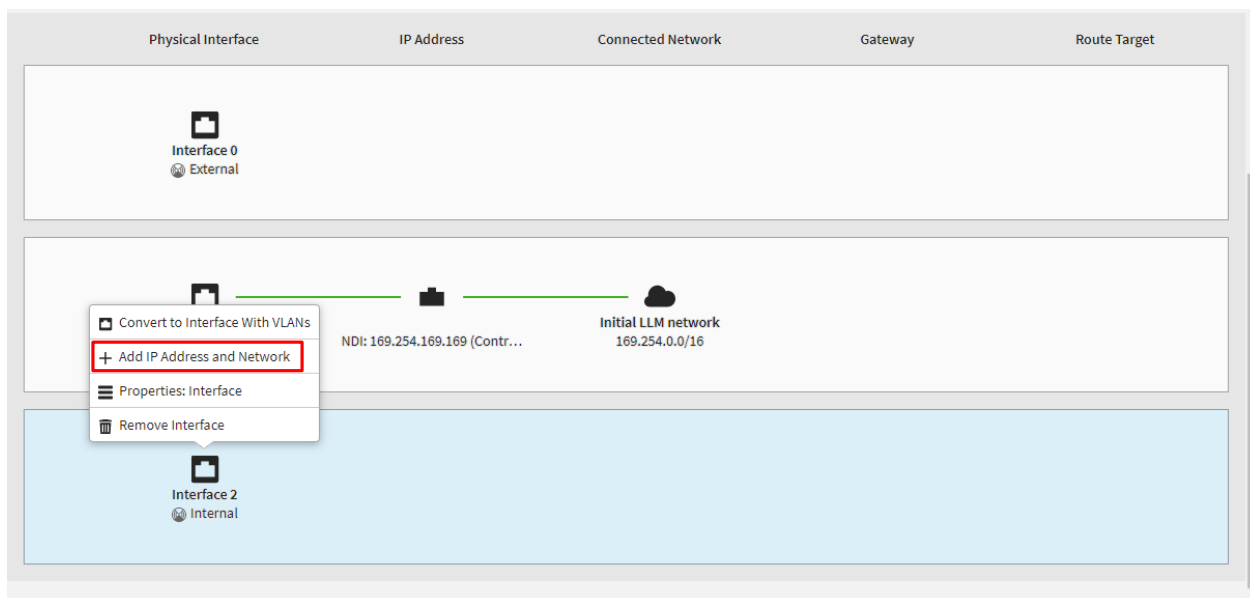 Physical Interface IP Address Connected Network Gateway Route Target
Interface 0
External
Initial LLM network
NDI: 169.254.169.169 (Contr... 169.254.0.0/16
Convert to Interface With VLANs
Add IP Address and Network
Properties: Interface
Remove Interface
Interface 2
Internal